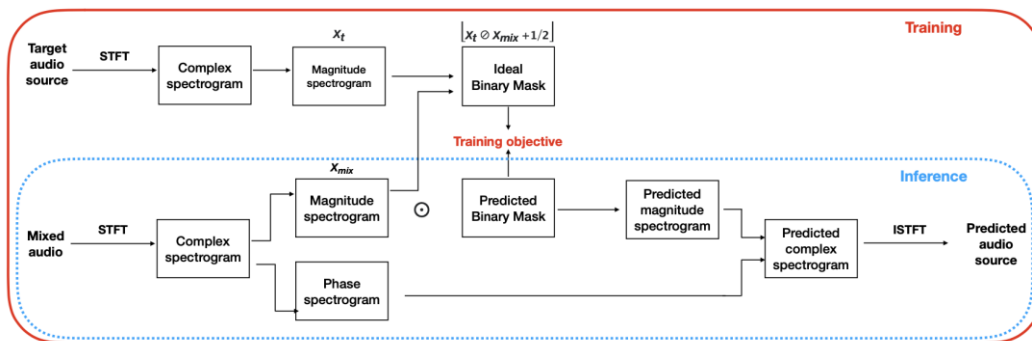 Training
Target
audio
source
STFT
Complex
spectrogram
X_t
Magnitude
spectrogram
⌊X_t ⊘ X_mix + 1/2⌋
Ideal
Binary Mask
Training objective
Inference
Mixed
audio
STFT
Complex
spectrogram
X_mix
Magnitude
spectrogram
⊙
Predicted
Binary Mask
Predicted
magnitude
spectrogram
Phase
spectrogram
Predicted
complex
spectrogram
ISTFT
Predicted
audio
source